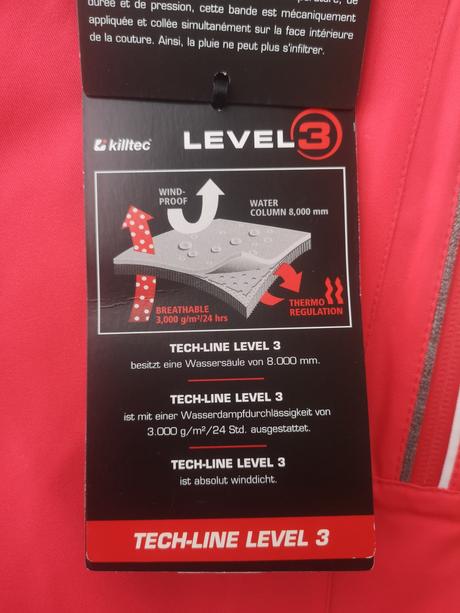 durée et de pression, cette bande est mécaniquement
appliquée et collée simultanément sur la face intérieure
de la couture. Ainsi, la pluie ne peut plus s'infiltrer.
killtec
LEVEL 3
WIND-
PROOF
WATER
COLUMN 8,000 mm
BREATHABLE
3,000 g/m²/24 hrs
THERMO
REGULATION
TECH-LINE LEVEL 3
besitzt eine Wassersäule von 8.000 mm.
TECH-LINE LEVEL 3
ist mit einer Wasserdampfdurchlässigkeit von
3.000 g/m²/24 Std. ausgestattet.
TECH-LINE LEVEL 3
ist absolut winddicht.
TECH-LINE LEVEL 3